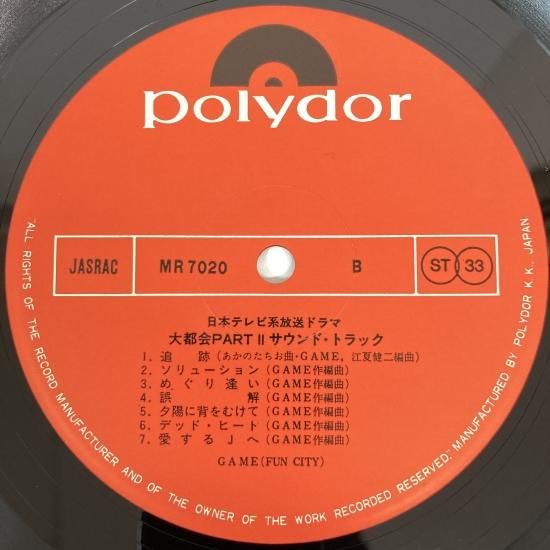 polydor
JASRAC MR 7020 B ST 33
日本テレビ系放送ドラマ
大都会PART II サウンド・トラック
1. 追跡 (あかのたちお曲・GAME, 江夏健二編曲)
2. ソリューション (GAME作編曲)
3. めぐり逢い (GAME作編曲)
4. 誤解 (GAME作編曲)
5. 夕陽に背をむけて (GAME作編曲)
6. デッド・ヒート (GAME作編曲)
7. 愛するJへ (GAME作編曲)
GAME (FUN CITY)
ALL RIGHTS OF THE RECORD MANUFACTURER AND OF THE OWNER OF THE WORK RECORDED RESERVED. MANUFACTURED BY POLYDOR K.K., JAPAN